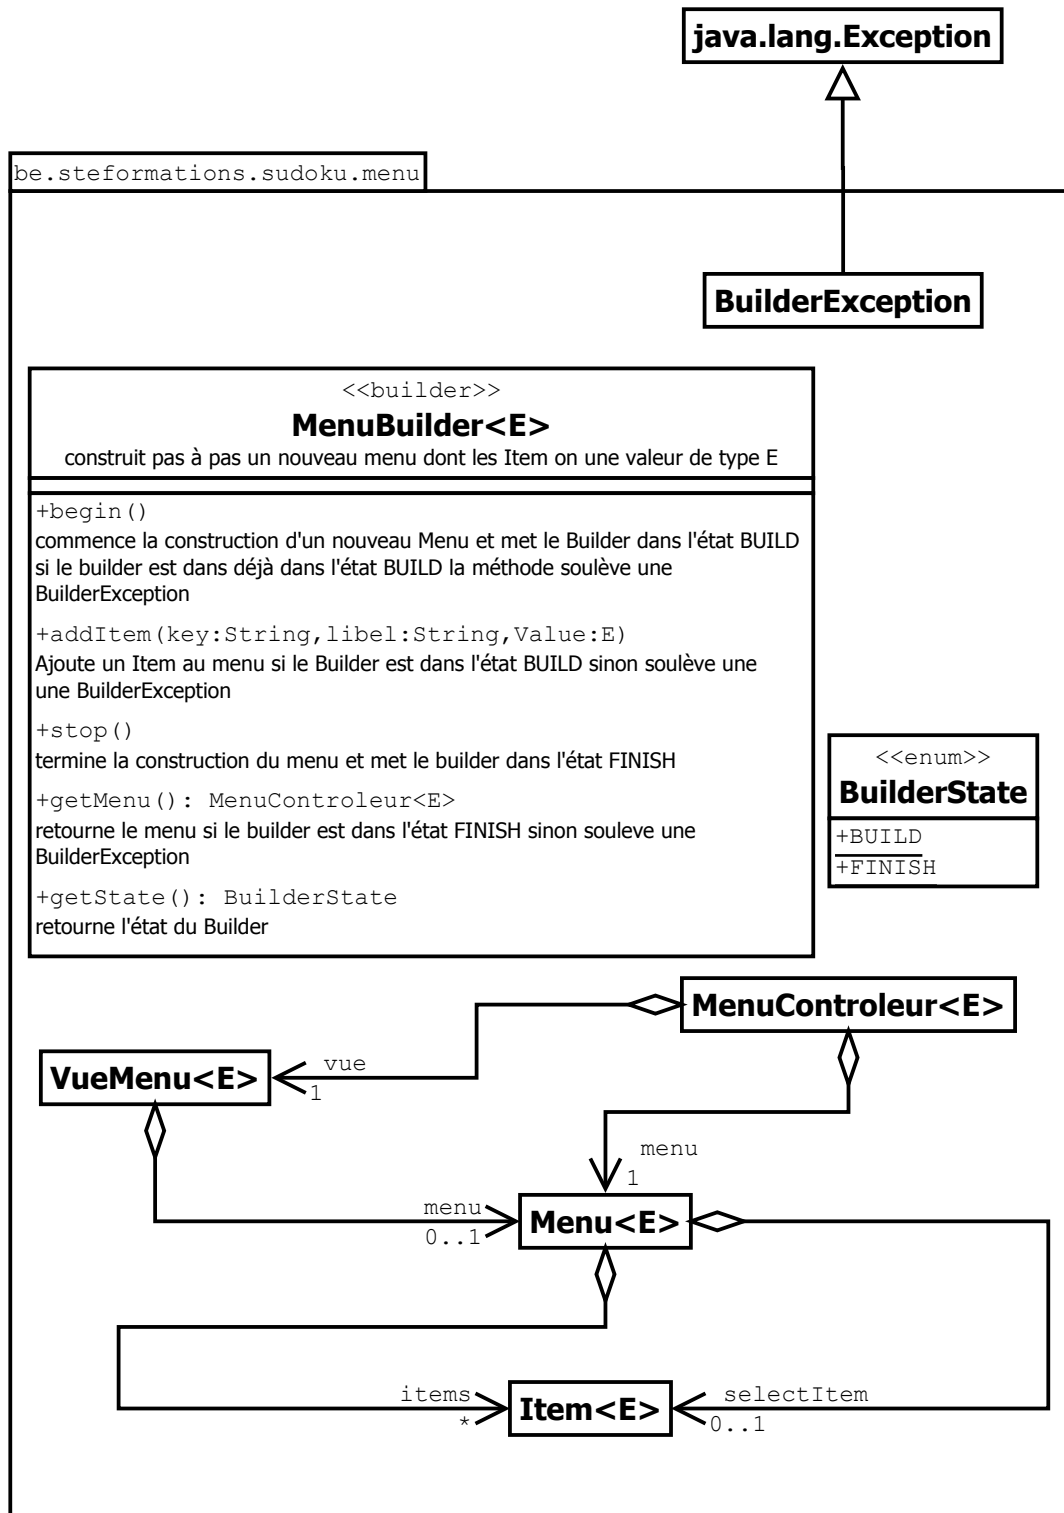 java.lang.Exception
be.steformations.sudoku.menu
BuilderException
<<builder>>
MenuBuilder<E>
construit pas à pas un nouveau menu dont les Item on une valeur de type E
+begin()
commence la construction d'un nouveau Menu et met le Builder dans l'état BUILD
si le builder est dans déjà dans l'état BUILD la méthode soulève une
BuilderException
+addItem(key:String,libel:String,Value:E)
Ajoute un Item au menu si le Builder est dans l'état BUILD sinon soulève une
une BuilderException
+stop()
termine la construction du menu et met le builder dans l'état FINISH
+getMenu(): MenuControleur<E>
retourne le menu si le builder est dans l'état FINISH sinon souleve une
BuilderException
+getState(): BuilderState
retourne l'état du Builder
<<enum>>
BuilderState
+BUILD
+FINISH
MenuControleur<E>
VueMenu<E>
vue
1
menu
1
menu
0..1
Menu<E>
items
*
Item<E>
selectItem
0..1